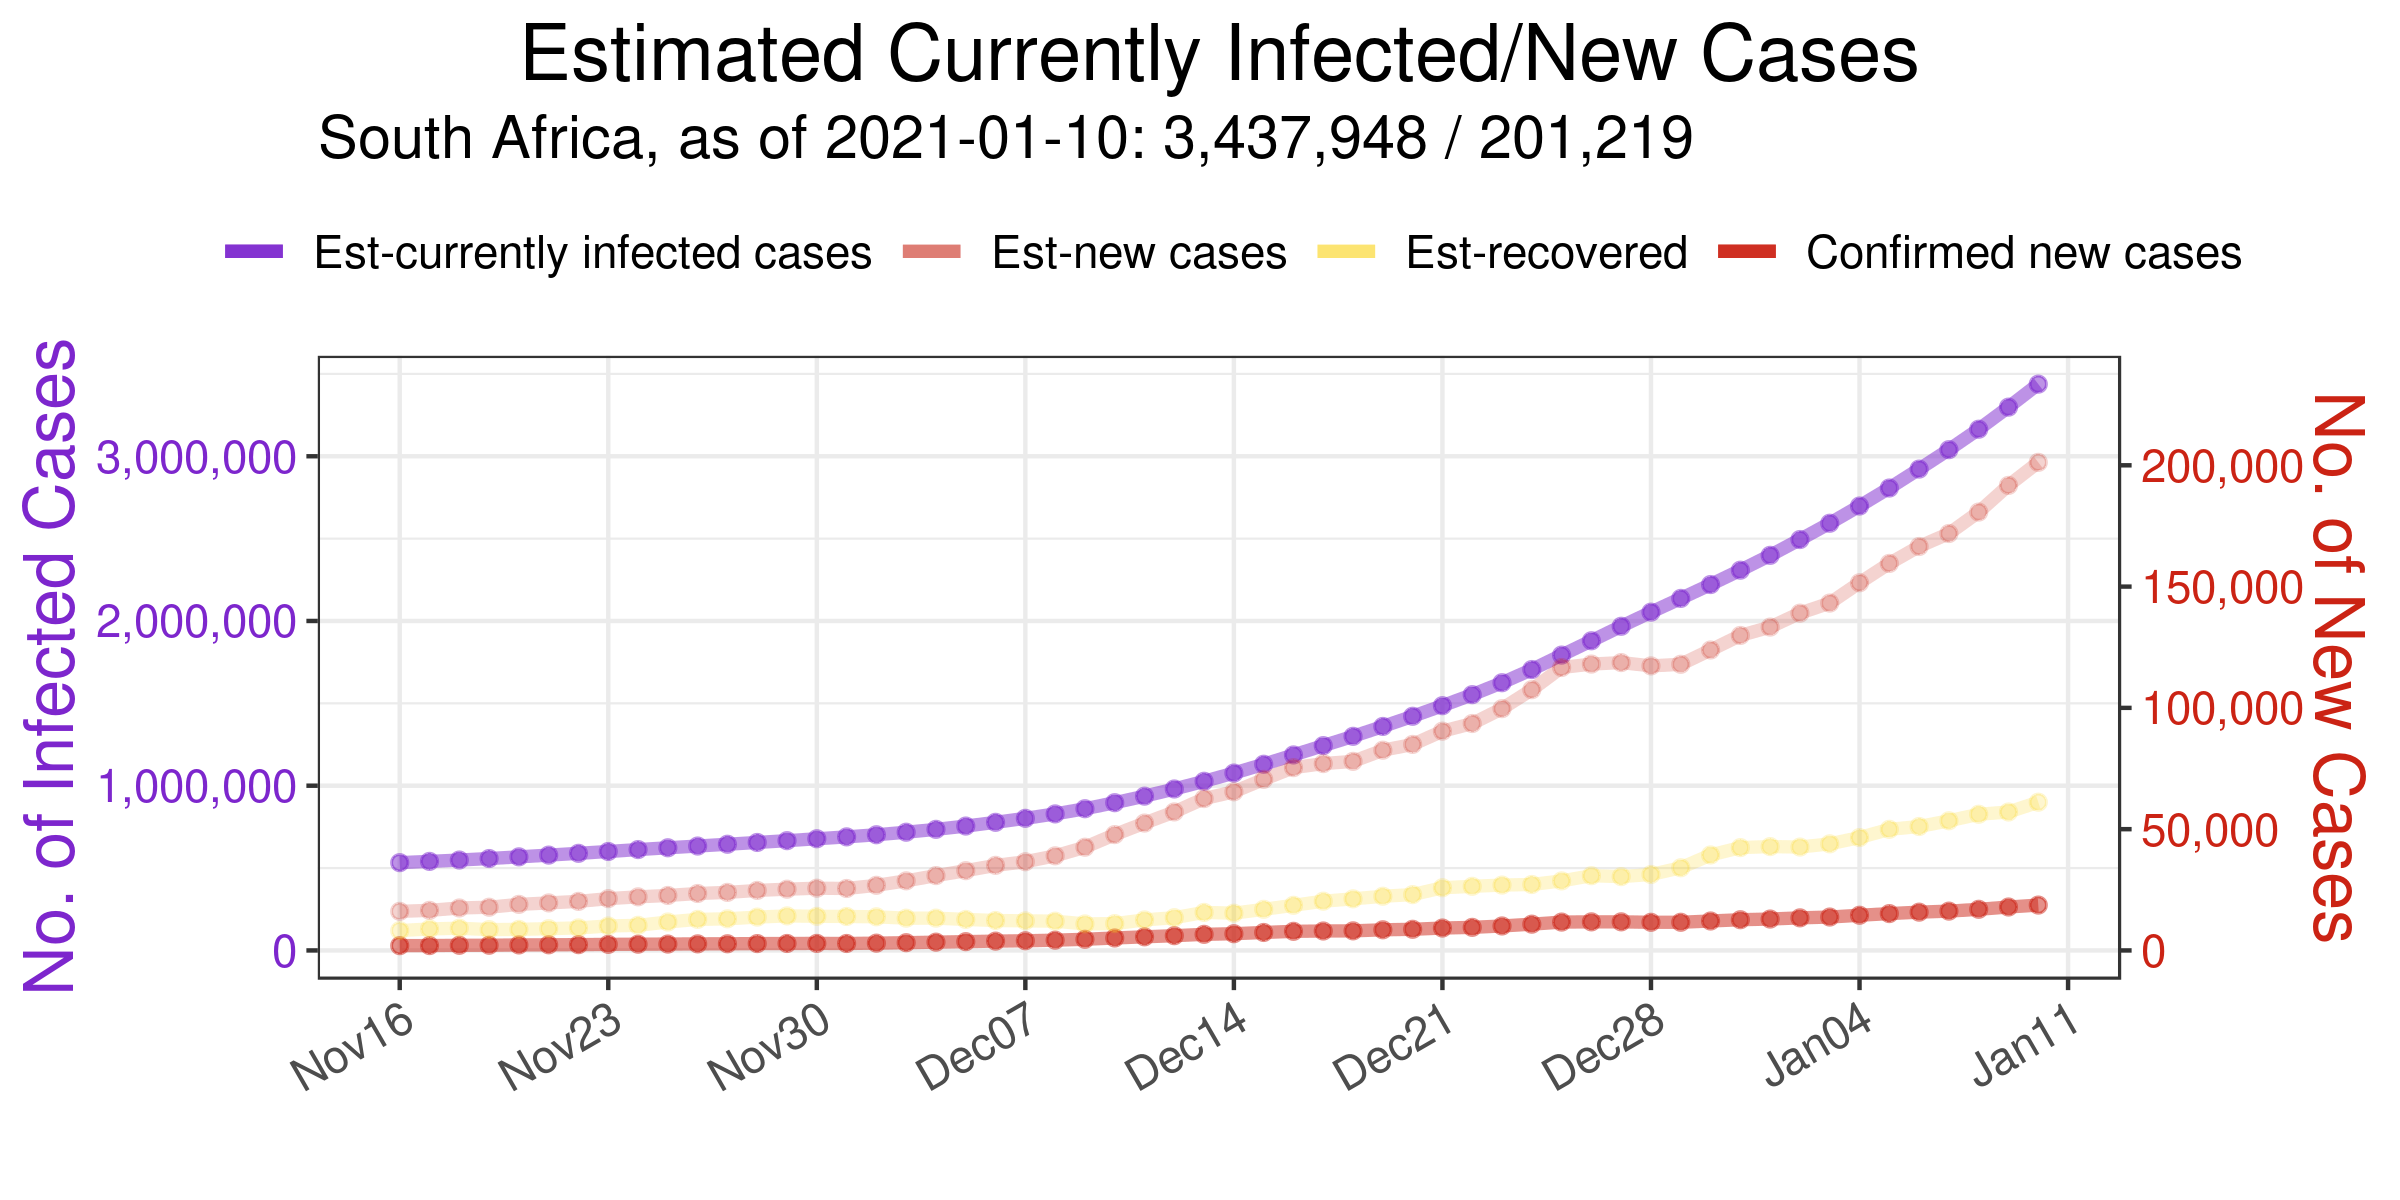 Estimated Currently Infected/New Cases
South Africa, as of 2021-01-10: 3,437,948 / 201,219
Est-currently infected cases Est-new cases Est-recovered Confirmed new cases
No. of Infected Cases
3,000,000
2,000,000
1,000,000
0
200,000
150,000
100,000
50,000
0
No. of New Cases
Nov16 Nov23 Nov30 Dec07 Dec14 Dec21 Dec28 Jan04 Jan11